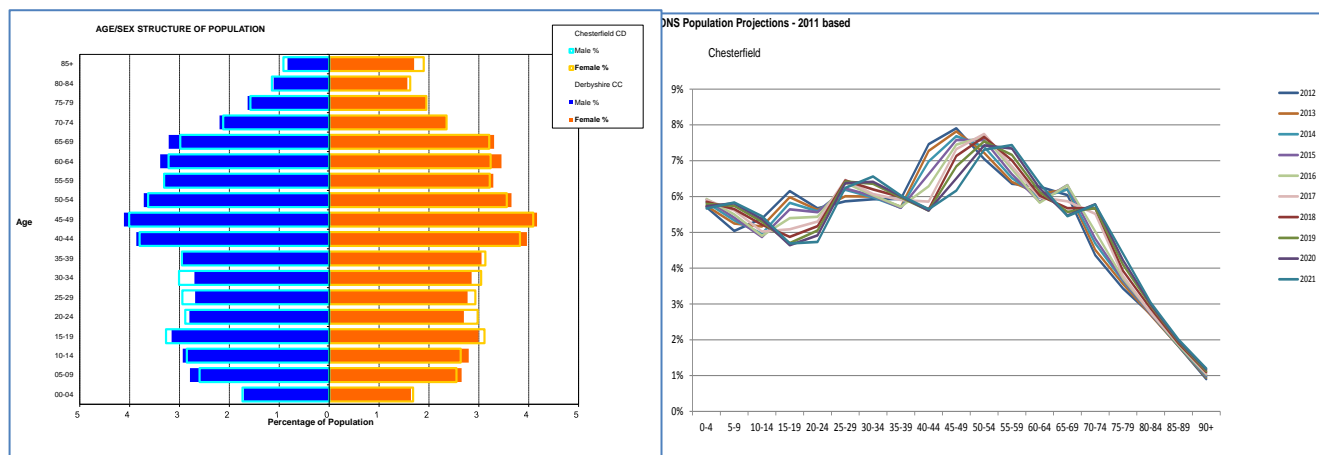 AGE/SEX STRUCTURE OF POPULATION
Chesterfield CD
Male %
Female %
Derbyshire CC
Male %
Female %
Age
85+
80-84
75-79
70-74
65-69
60-64
55-59
50-54
45-49
40-44
35-39
30-34
25-29
20-24
15-19
10-14
05-09
00-04
5 4 3 2 1 0 1 2 3 4 5
Percentage of Population
ONS Population Projections - 2011 based
Chesterfield
9%
8%
7%
6%
5%
4%
3%
2%
1%
0%
0-4 5-9 10-14 15-19 20-24 25-29 30-34 35-39 40-44 45-49 50-54 55-59 60-64 65-69 70-74 75-79 80-84 85-89 90+
2012
2013
2014
2015
2016
2017
2018
2019
2020
2021